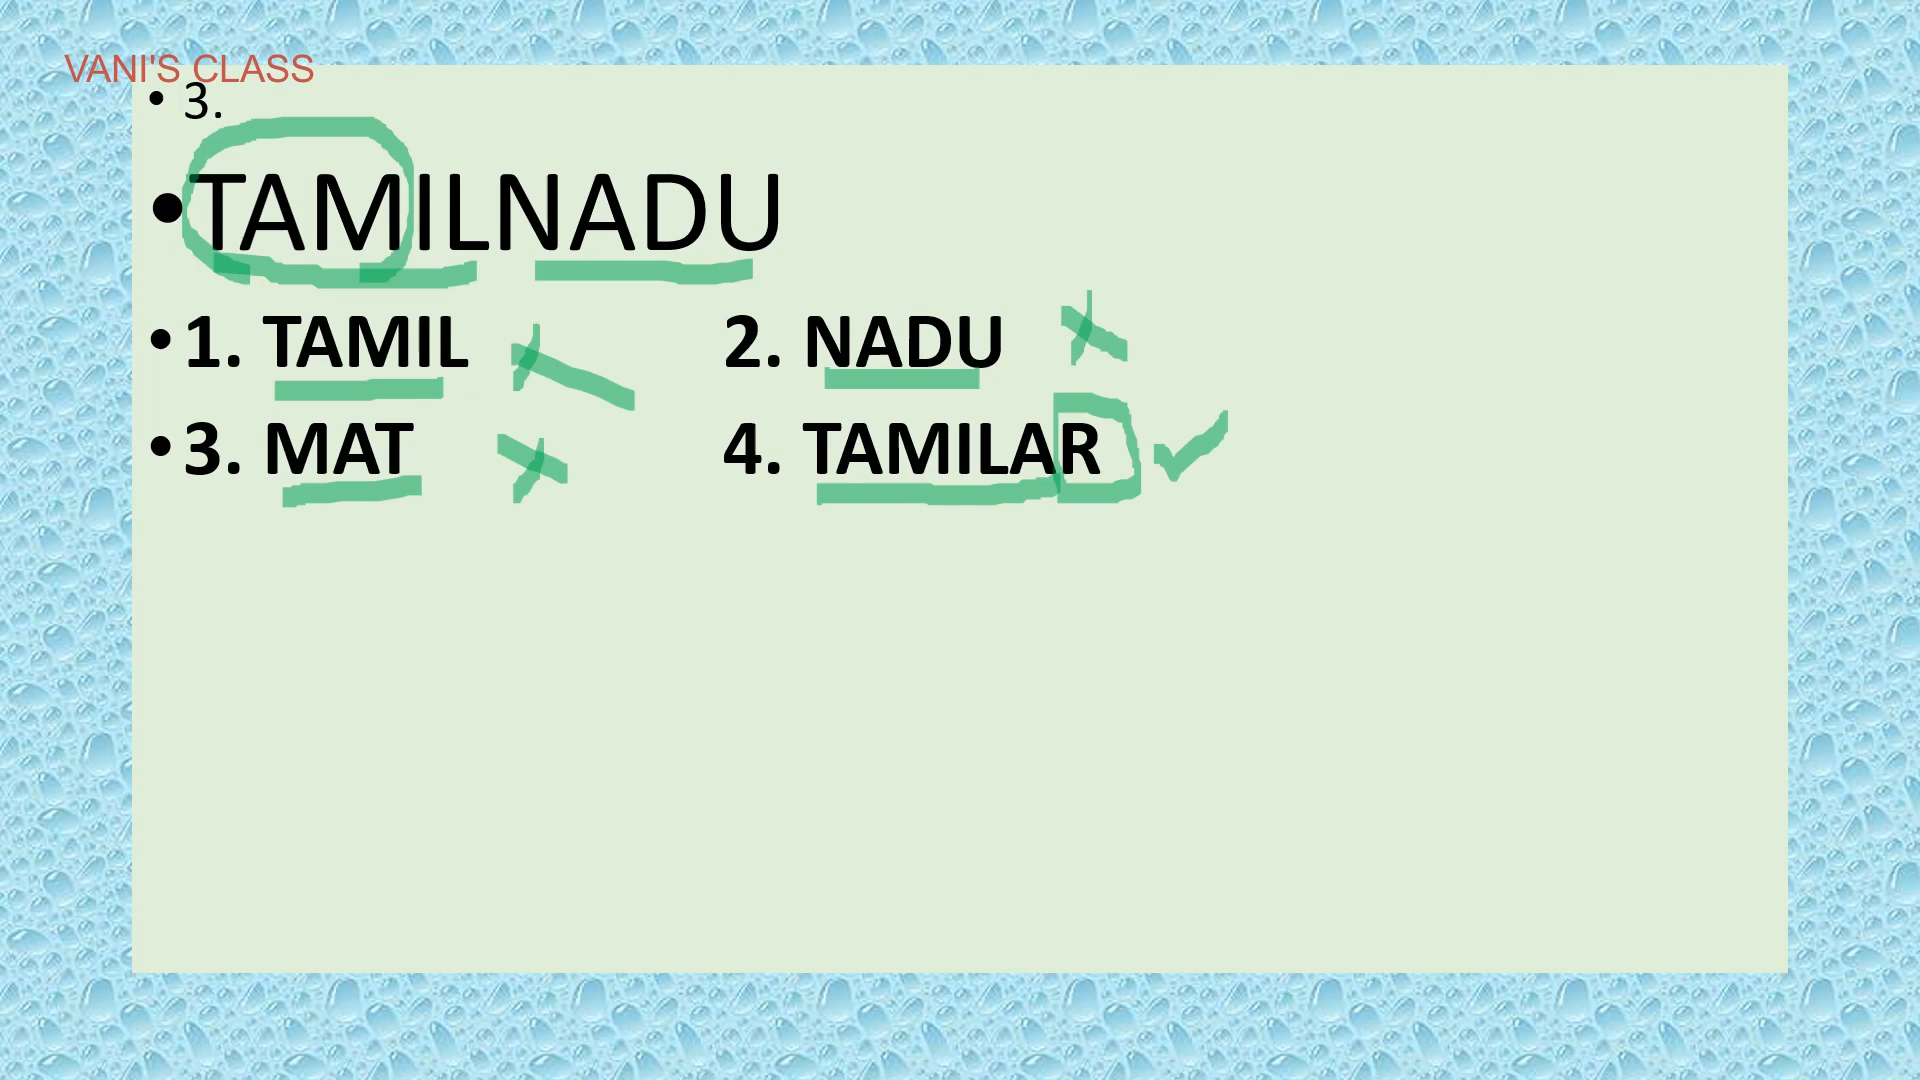 VANI'S CLASS
• 3.
•TAMILNADU
• 1. TAMIL 2. NADU
• 3. MAT 4. TAMILAR